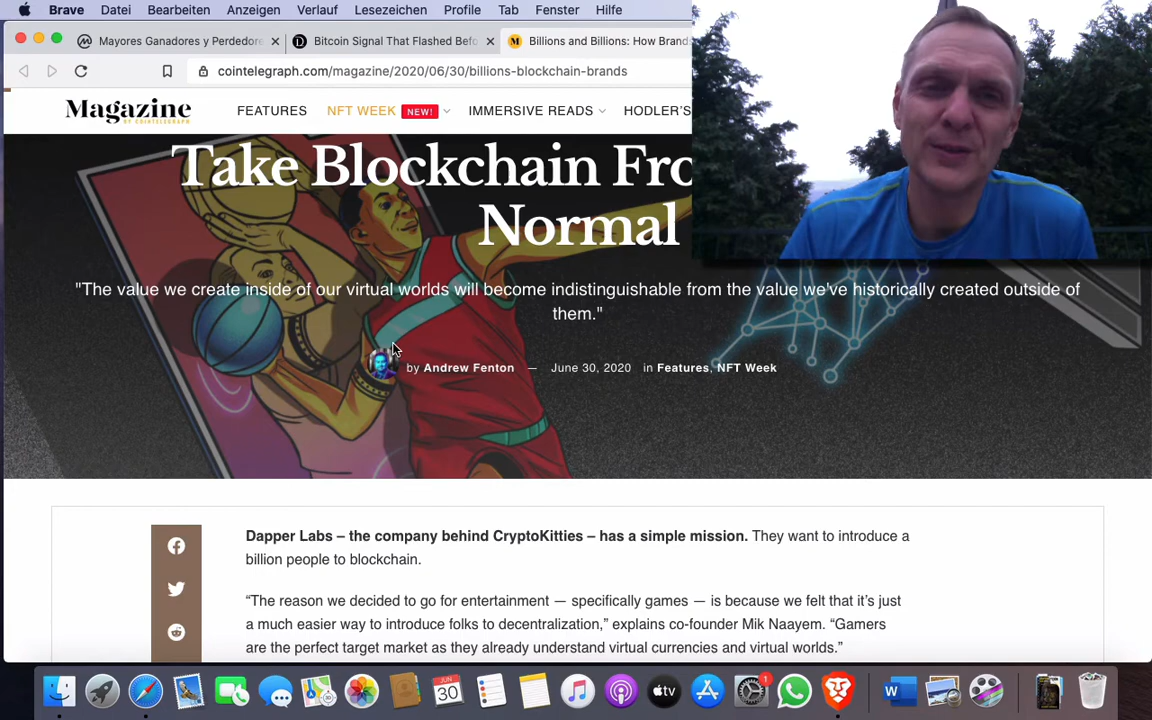 Brave Datei Bearbeiten Anzeigen Verlauf Lesezeichen Profile Tab Fenster Hilfe
Mayores Ganadores y Perdedore
Bitcoin Signal That Flashed Befo
Billions and Billions: How Brand
cointelegraph.com/magazine/2020/06/30/billions-blockchain-brands
Magazine
BY COINTELEGRAPH
FEATURES NFT WEEK NEW! IMMERSIVE READS HODLER'S
Take Blockchain Fro
Normal
"The value we create inside of our virtual worlds will become indistinguishable from the value we've historically created outside of
them."
by Andrew Fenton — June 30, 2020 in Features, NFT Week
Dapper Labs – the company behind CryptoKitties – has a simple mission. They want to introduce a
billion people to blockchain.
“The reason we decided to go for entertainment — specifically games — is because we felt that it’s just
a much easier way to introduce folks to decentralization,” explains co-founder Mik Naayem. “Gamers
are the perfect target market as they already understand virtual currencies and virtual worlds.”
JUN
30
tv
1
W